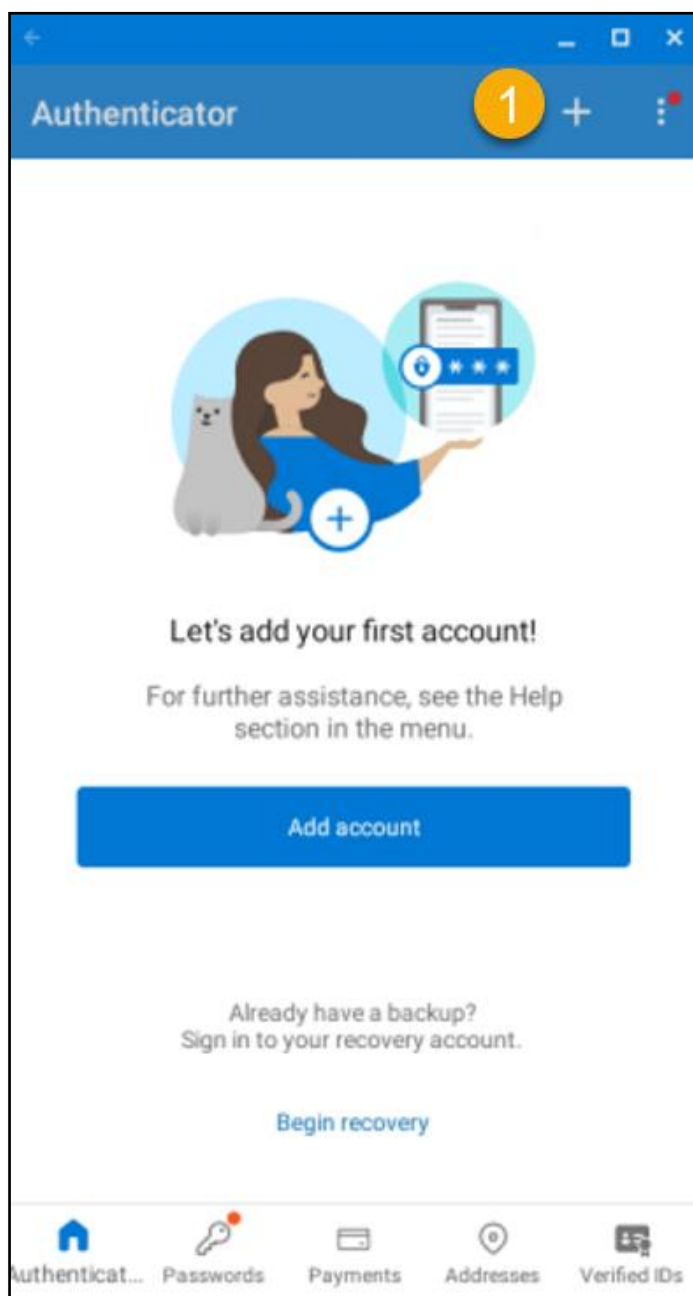 Authenticator
1
* * *
Let's add your first account!
For further assistance, see the Help
section in the menu.
Add account
Already have a backup?
Sign in to your recovery account.
Begin recovery
Authenticat... Passwords Payments Addresses Verified IDs